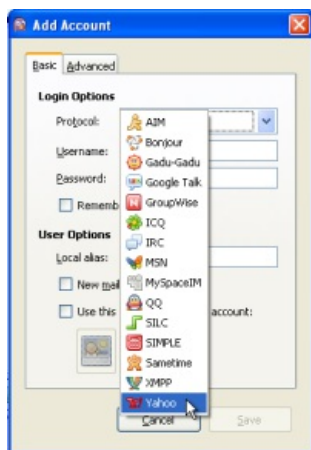 Add Account
Basic Advanced
Login Options
Protocol:
AIM
Bonjour
Gadu-Gadu
Google Talk
GroupWise
ICQ
IRC
MSN
MySpaceIM
QQ
SILC
SIMPLE
Sametime
XMPP
Yahoo
Username:
Password:
Rememb
User Options
Local alias:
New mail
Use this account:
Cancel Save